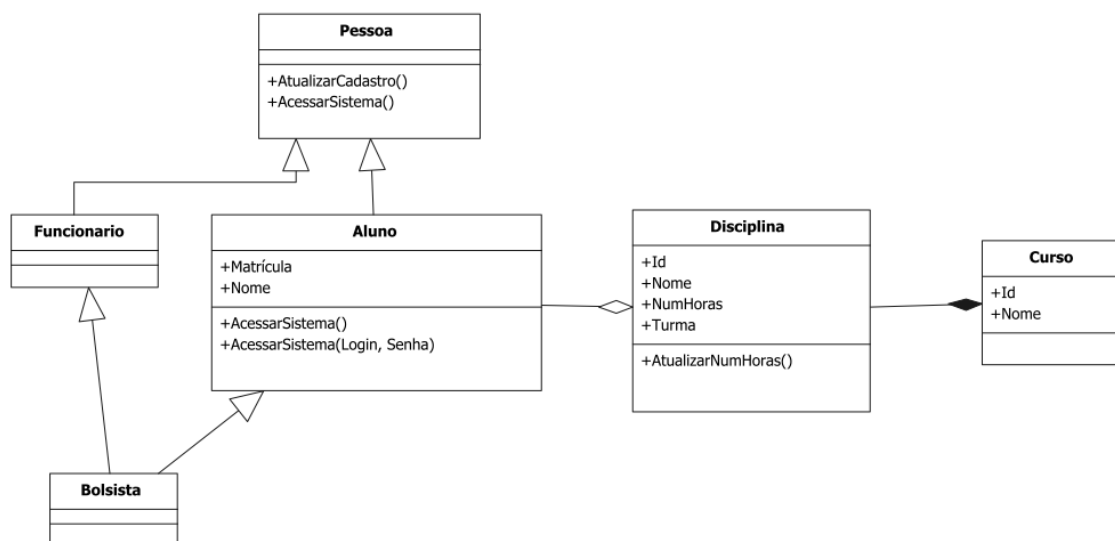 Pessoa
+AtualizarCadastro()
+AcessarSistema()
Funcionario
Aluno
+Matrícula
+Nome
+AcessarSistema()
+AcessarSistema(Login, Senha)
Disciplina
+Id
+Nome
+NumHoras
+Turma
+AtualizarNumHoras()
Curso
+Id
+Nome
Bolsista